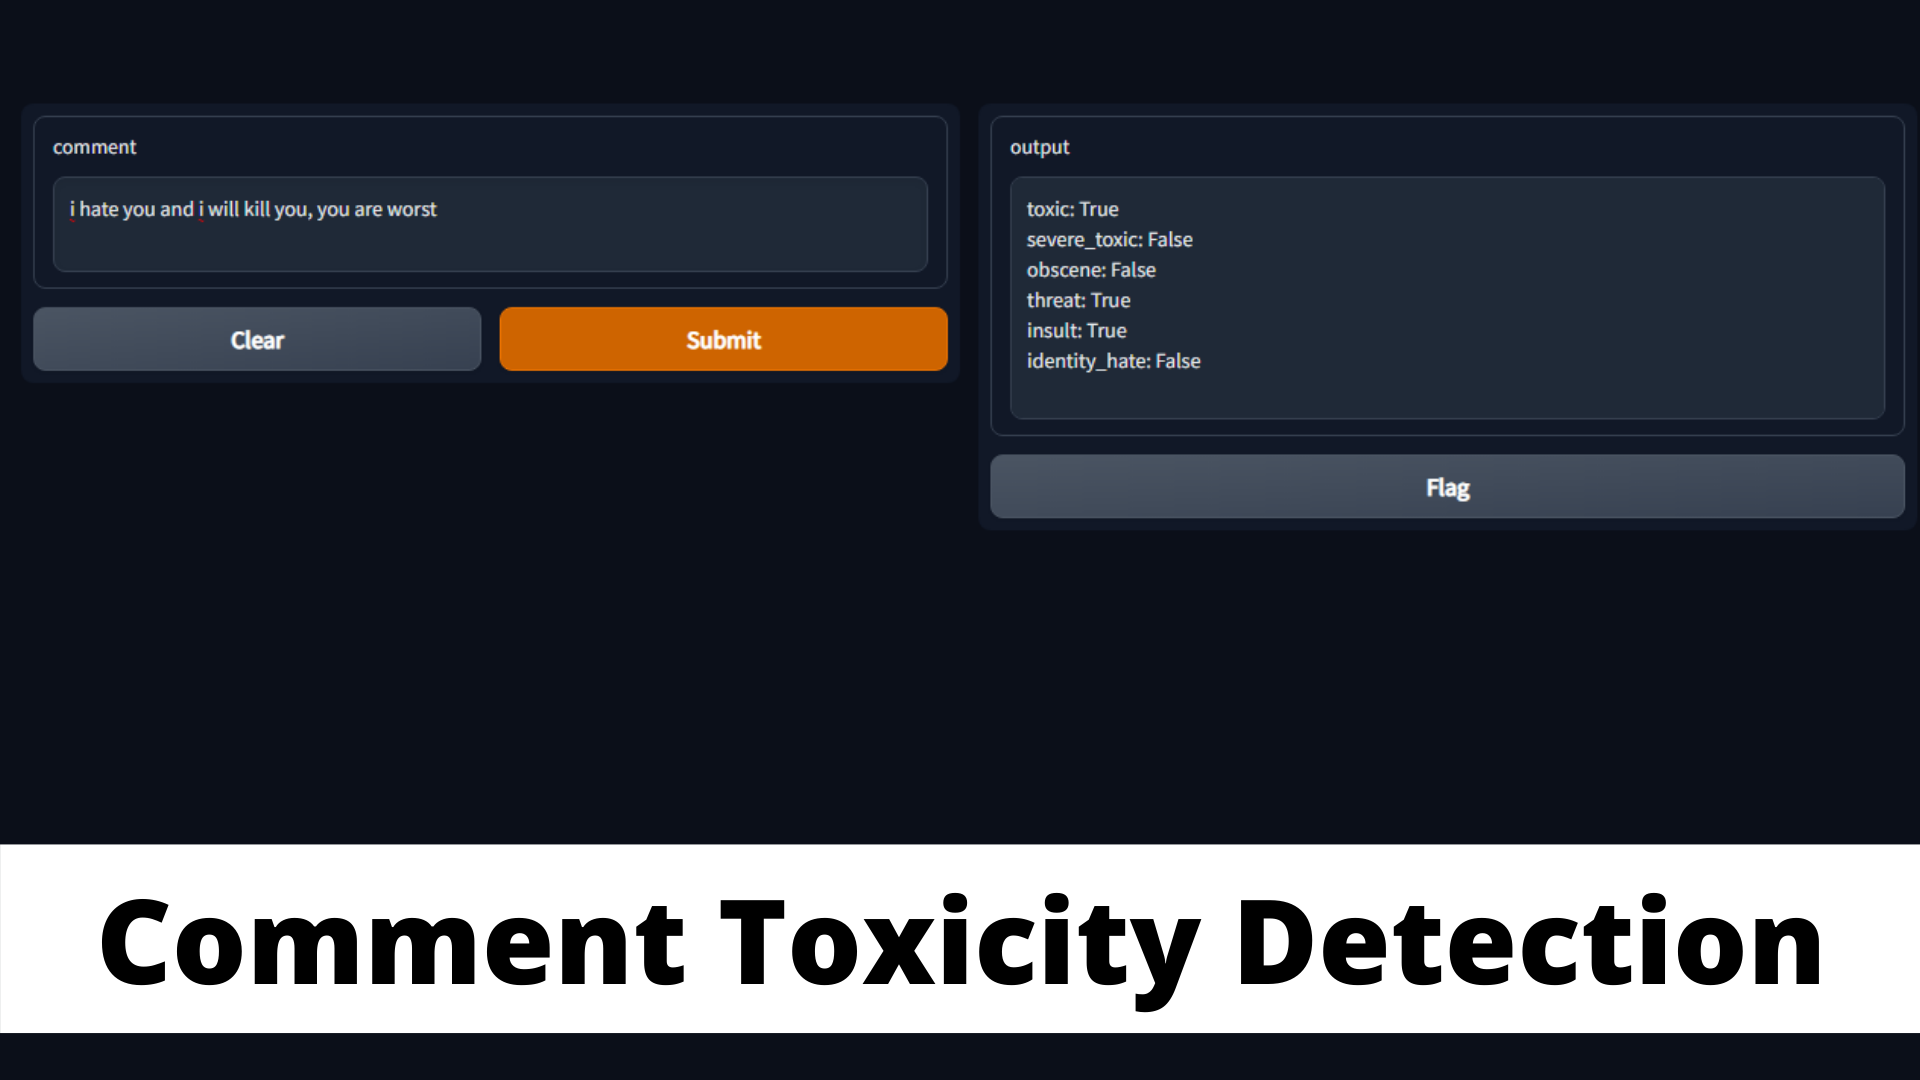 comment
i hate you and i will kill you, you are worst
Clear
Submit
output
toxic: True
severe_toxic: False
obscene: False
threat: True
insult: True
identity_hate: False
Flag
Comment Toxicity Detection